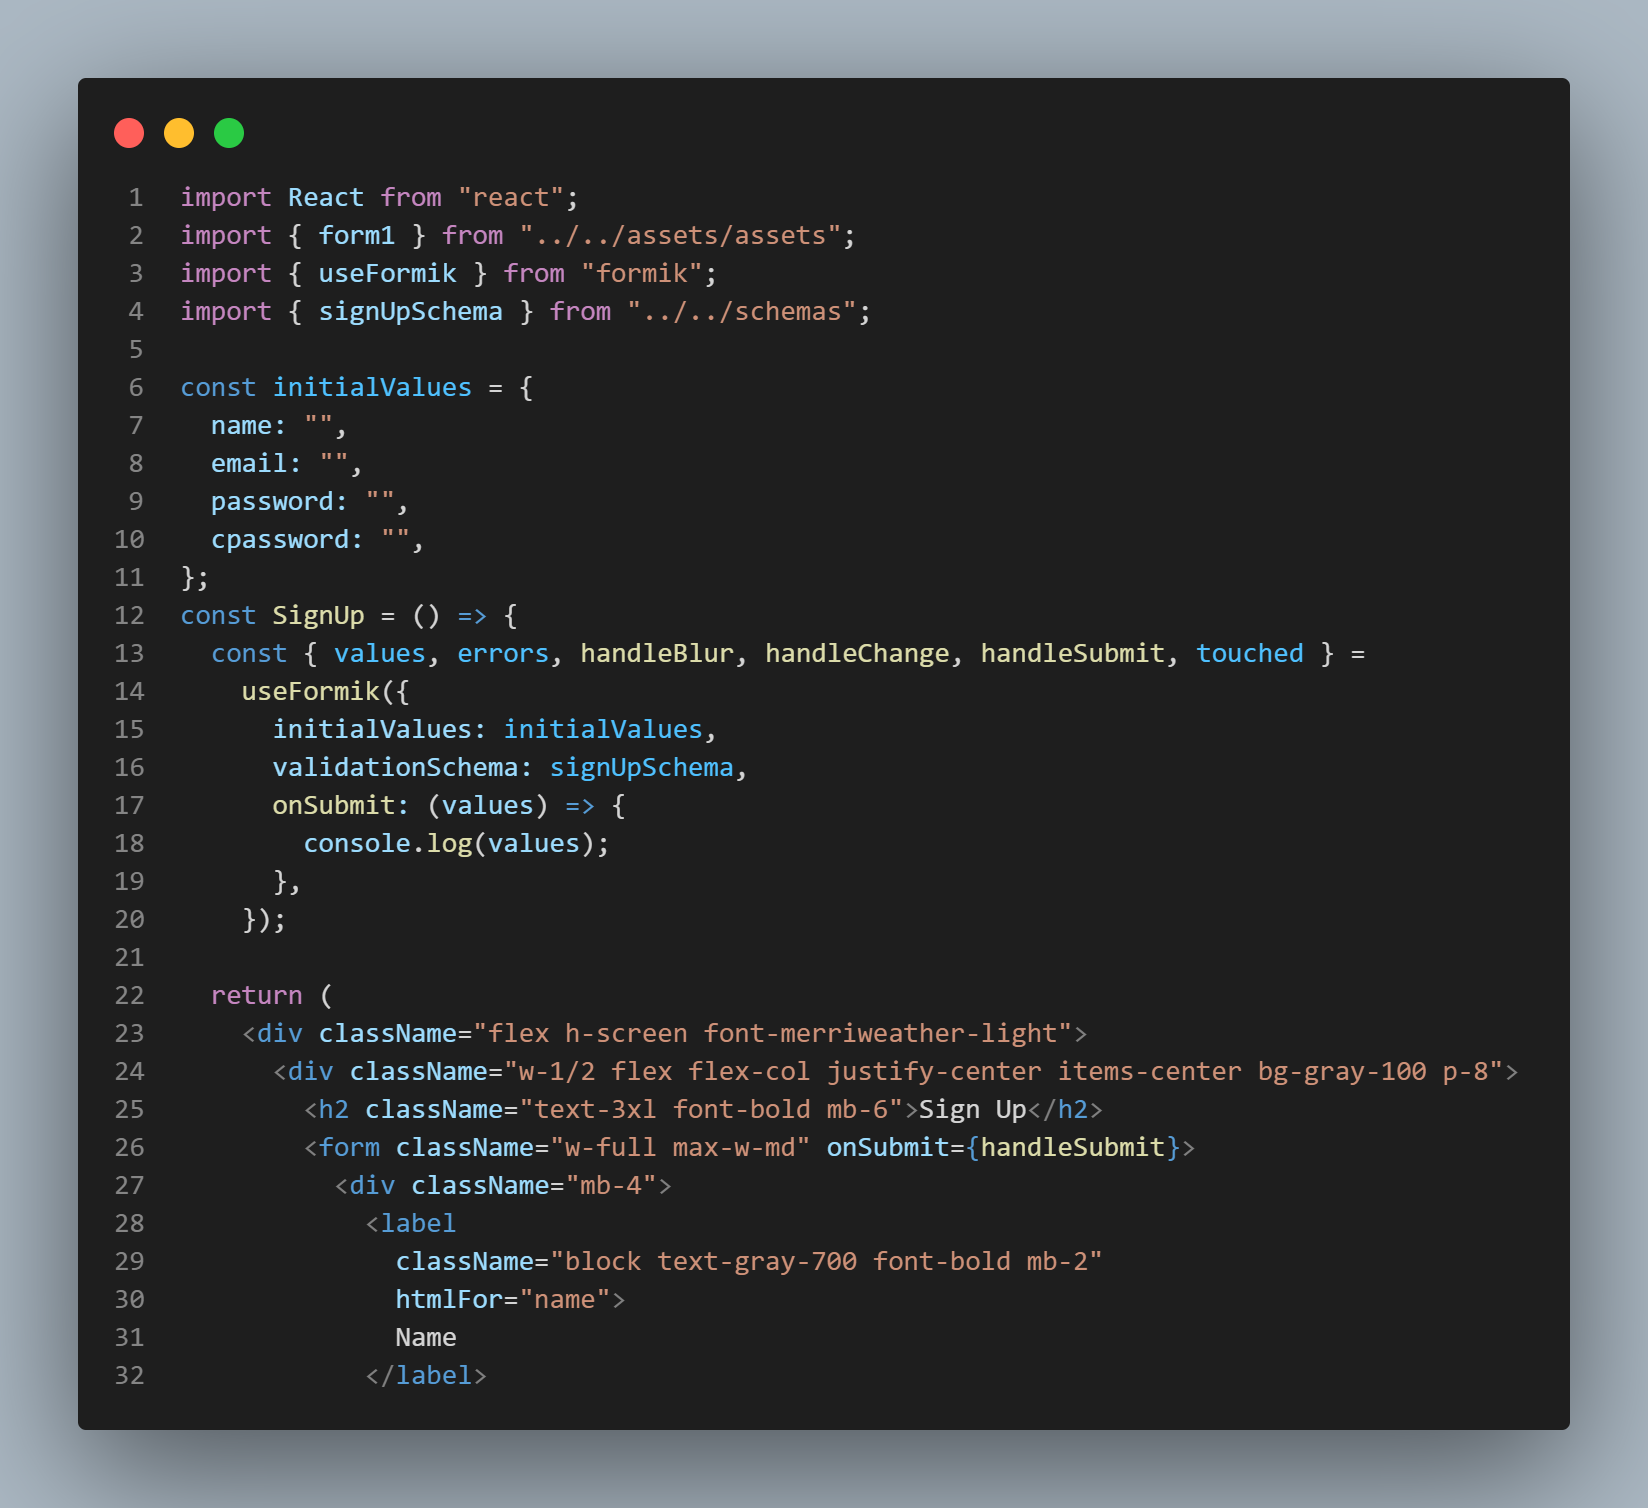 1 import React from "react";
2 import { form1 } from "../../assets/assets";
3 import { useFormik } from "formik";
4 import { signUpSchema } from "../../schemas";
5
6 const initialValues = {
7   name: "",
8   email: "",
9   password: "",
10   cpassword: "",
11 };
12 const SignUp = () => {
13   const { values, errors, handleBlur, handleChange, handleSubmit, touched } =
14     useFormik({
15       initialValues: initialValues,
16       validationSchema: signUpSchema,
17       onSubmit: (values) => {
18         console.log(values);
19       },
20     });
21
22   return (
23     <div className="flex h-screen font-merriweather-light">
24       <div className="w-1/2 flex flex-col justify-center items-center bg-gray-100 p-8">
25         <h2 className="text-3xl font-bold mb-6">Sign Up</h2>
26         <form className="w-full max-w-md" onSubmit={handleSubmit}>
27           <div className="mb-4">
28             <label
29               className="block text-gray-700 font-bold mb-2"
30               htmlFor="name">
31               Name
32             </label>